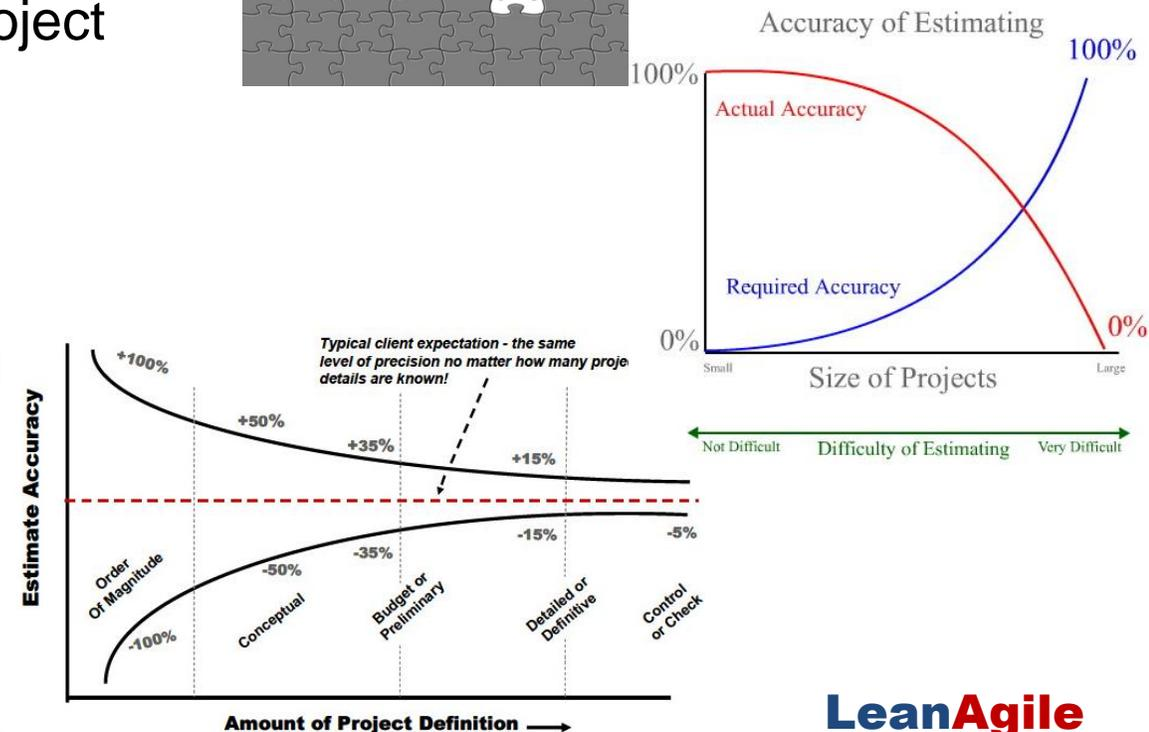 oject
Accuracy of Estimating
100%
100%
Actual Accuracy
Required Accuracy
0%
0%
Small
Large
Size of Projects
Not Difficult
Difficulty of Estimating
Very Difficult
Typical client expectation - the same
level of precision no matter how many proje
details are known!
Estimate Accuracy
+100%
+50%
+35%
+15%
-100%
-50%
-35%
-15%
-5%
Order
Of Magnitude
Conceptual
Budget or
Preliminary
Detailed or
Definitive
Control
or Check
Amount of Project Definition
LeanAgile